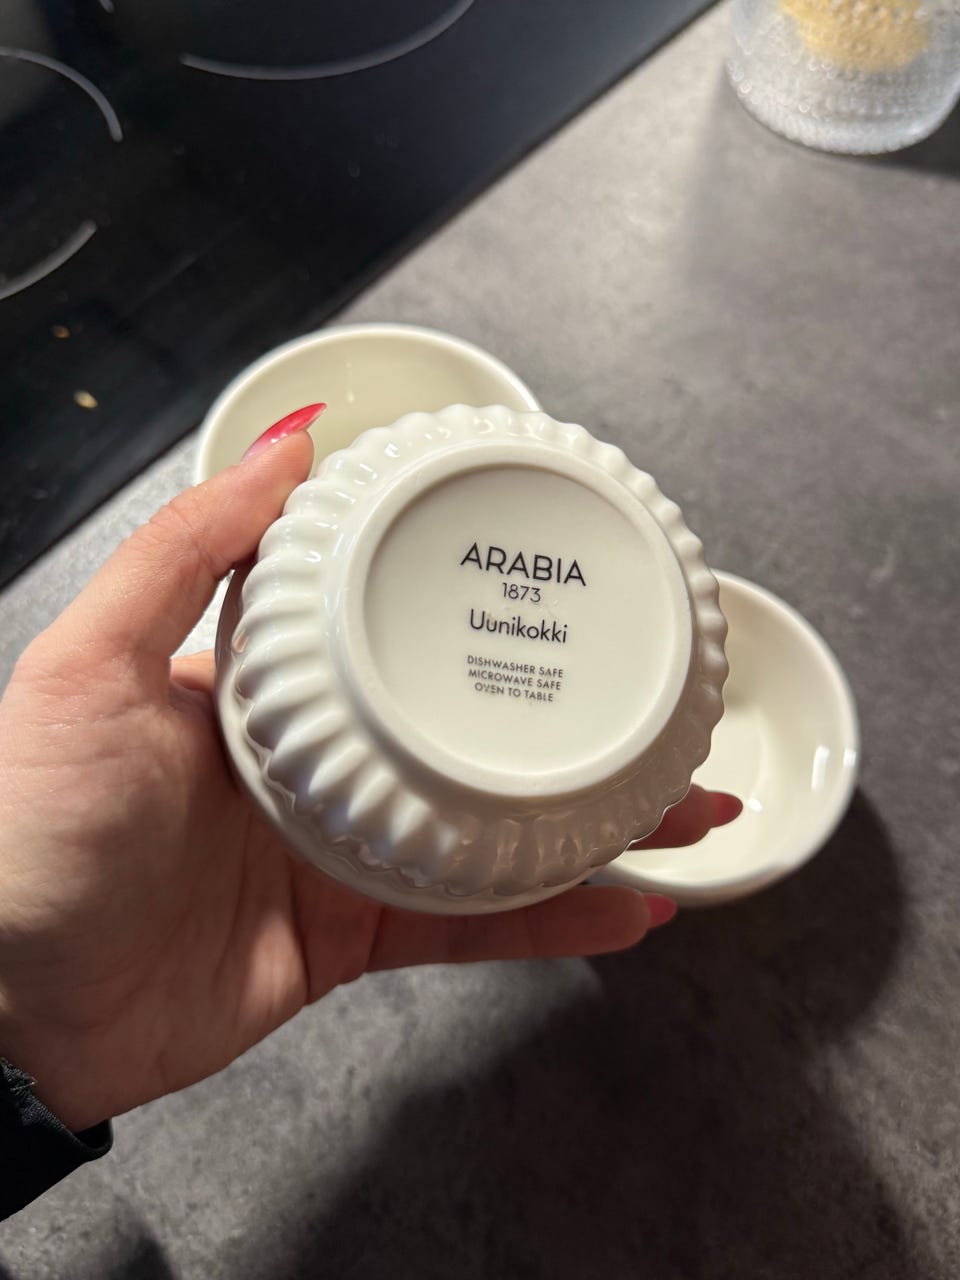 ARABIA
1873
Uunikokki
DISHWASHER SAFE
MICROWAVE SAFE
OVEN TO TABLE